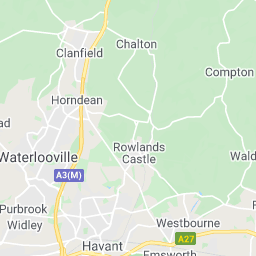 Chalton
Clanfield
Compton
Horndean
ad
Rowlands
Castle
Waterlooville
Wald
A3(M)
Purbrook
Widley
Westbourne
A27
Havant
Emsworth